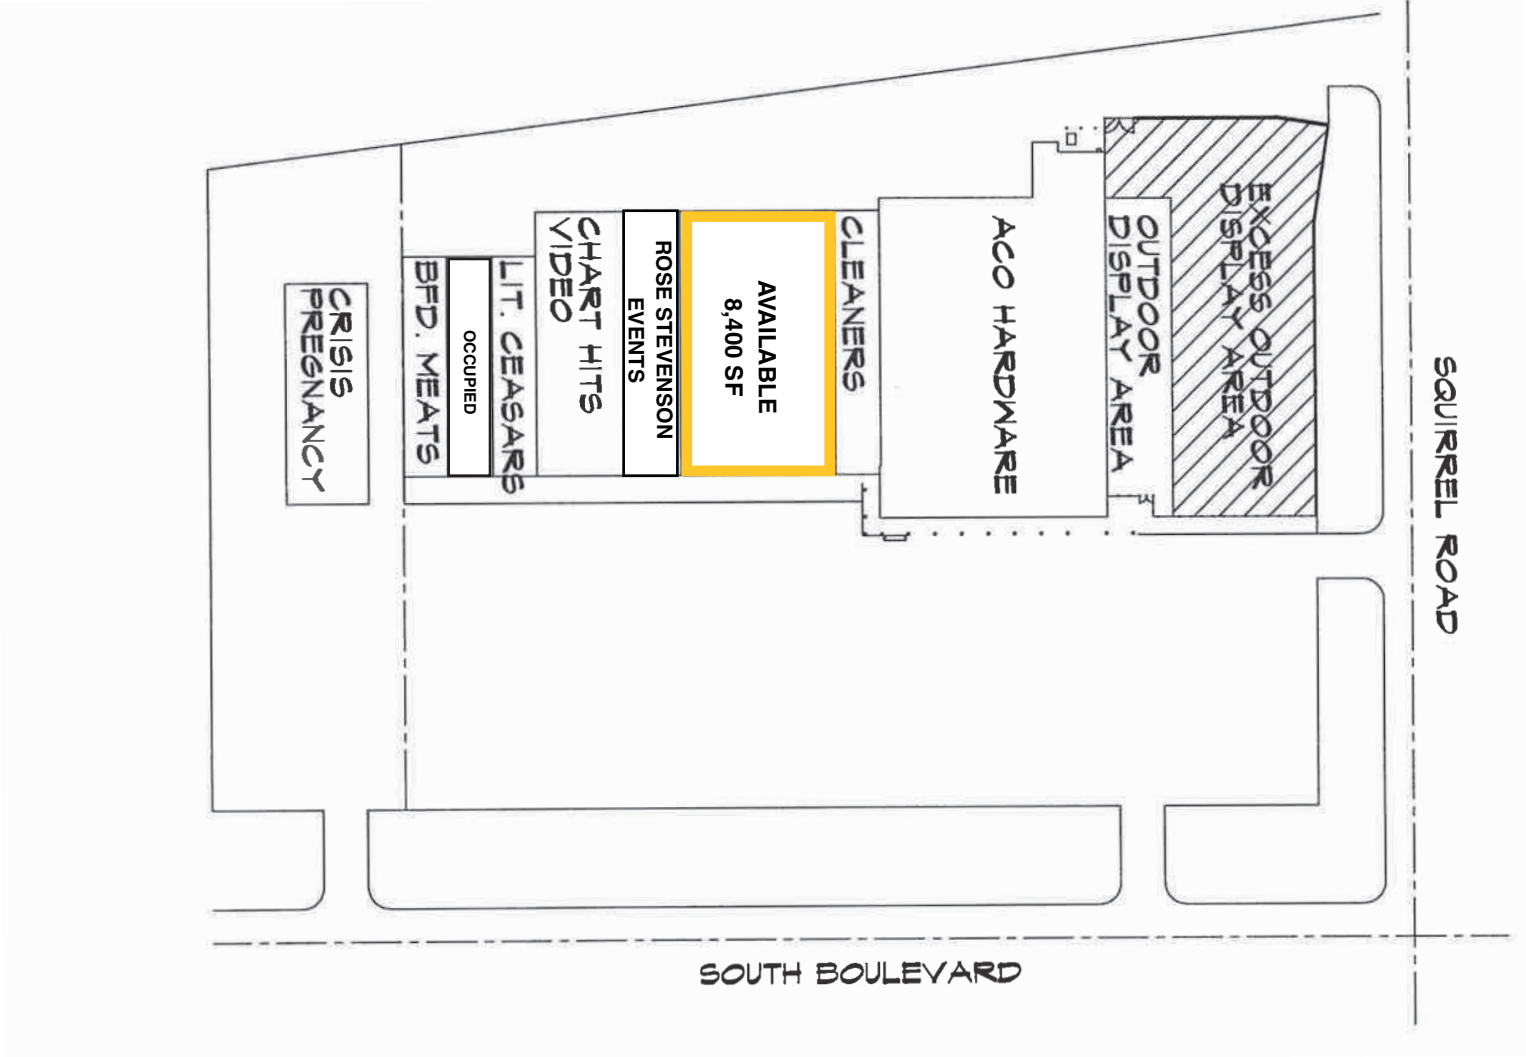 CRISIS
PREGNANCY
BFD. MEATS
OCCUPIED
LIT. CEASARS
CHART HITS
VIDEO
ROSE STEVENSON
EVENTS
AVAILABLE
8,400 SF
CLEANERS
ACO HARDWARE
OUTDOOR
DISPLAY AREA
EXCESS OUTDOOR
DISPLAY AREA
SQUIRREL ROAD
SOUTH BOULEVARD